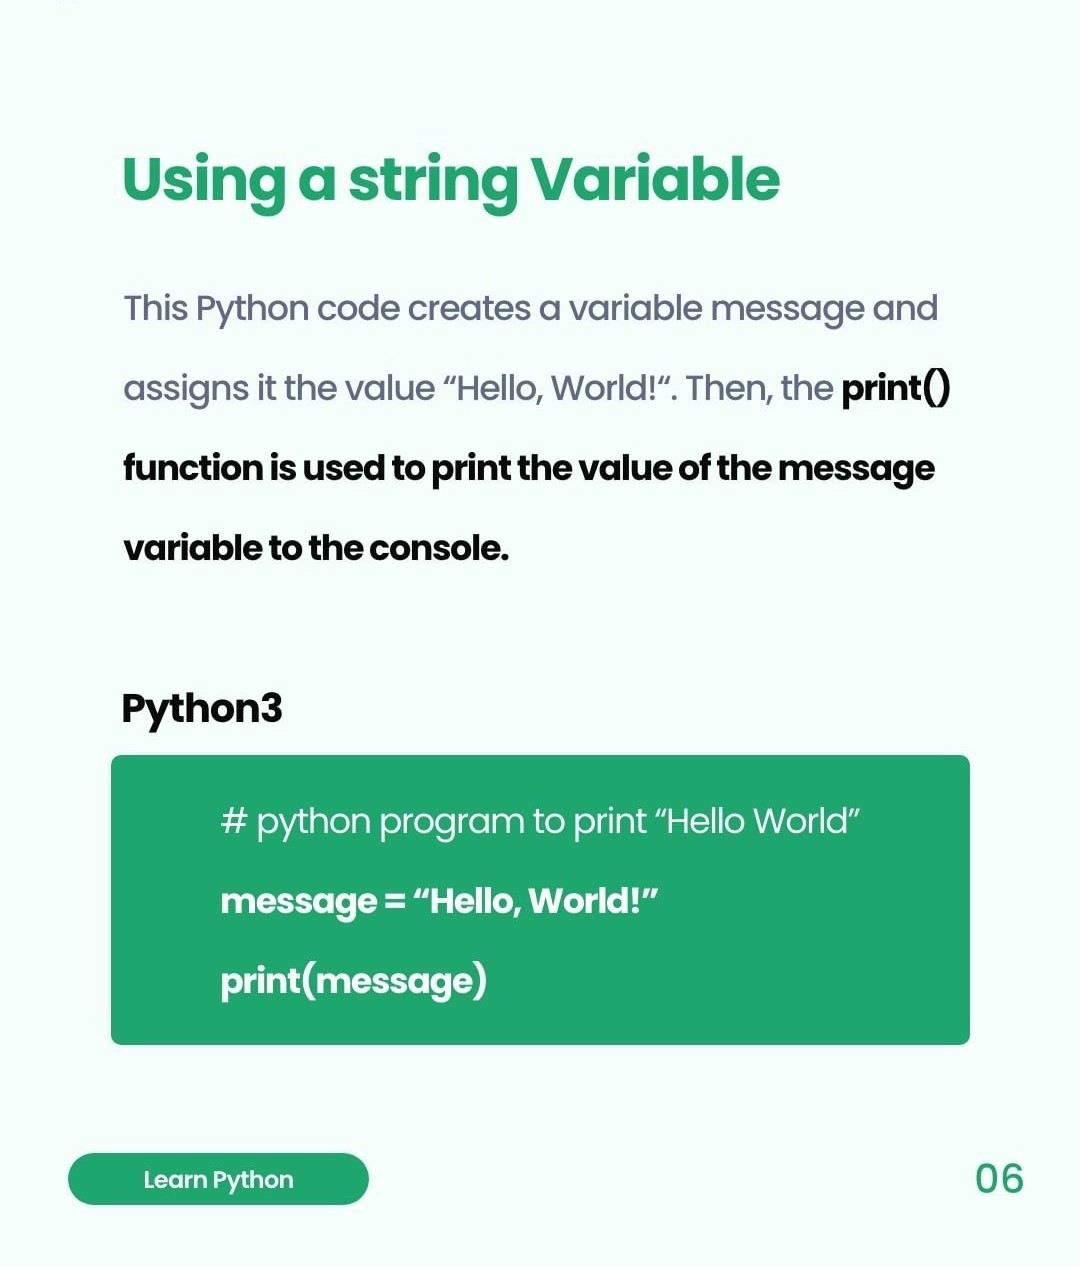 Using a string Variable
This Python code creates a variable message and
assigns it the value “Hello, World!“. Then, the print()
function is used to print the value of the message
variable to the console.
Python3
# python program to print “Hello World”
message = “Hello, World!”
print(message)
Learn Python
06